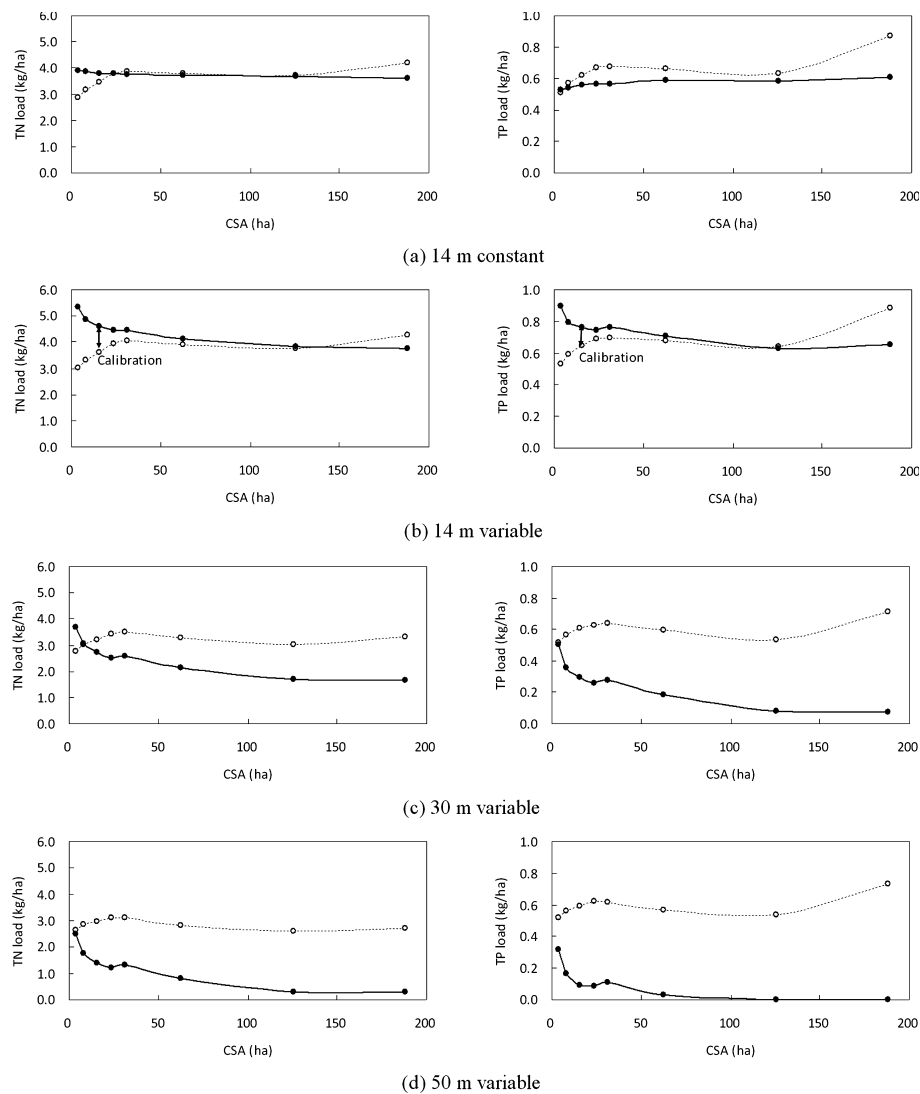 6.0
5.0
4.0
3.0
2.0
1.0
0.0
TN load (kg/ha)
0 50 100 150 200
CSA (ha)
1.0
0.8
0.6
0.4
0.2
0.0
TP load (kg/ha)
0 50 100 150 200
CSA (ha)
(a) 14 m constant
6.0
5.0
4.0
3.0
2.0
1.0
0.0
TN load (kg/ha)
Calibration
0 50 100 150 200
CSA (ha)
1.0
0.8
0.6
0.4
0.2
0.0
TP load (kg/ha)
Calibration
0 50 100 150 200
CSA (ha)
(b) 14 m variable
6.0
5.0
4.0
3.0
2.0
1.0
0.0
TN load (kg/ha)
0 50 100 150 200
CSA (ha)
1.0
0.8
0.6
0.4
0.2
0.0
TP load (kg/ha)
0 50 100 150 200
CSA (ha)
(c) 30 m variable
6.0
5.0
4.0
3.0
2.0
1.0
0.0
TN load (kg/ha)
0 50 100 150 200
CSA (ha)
1.0
0.8
0.6
0.4
0.2
0.0
TP load (kg/ha)
0 50 100 150 200
CSA (ha)
(d) 50 m variable